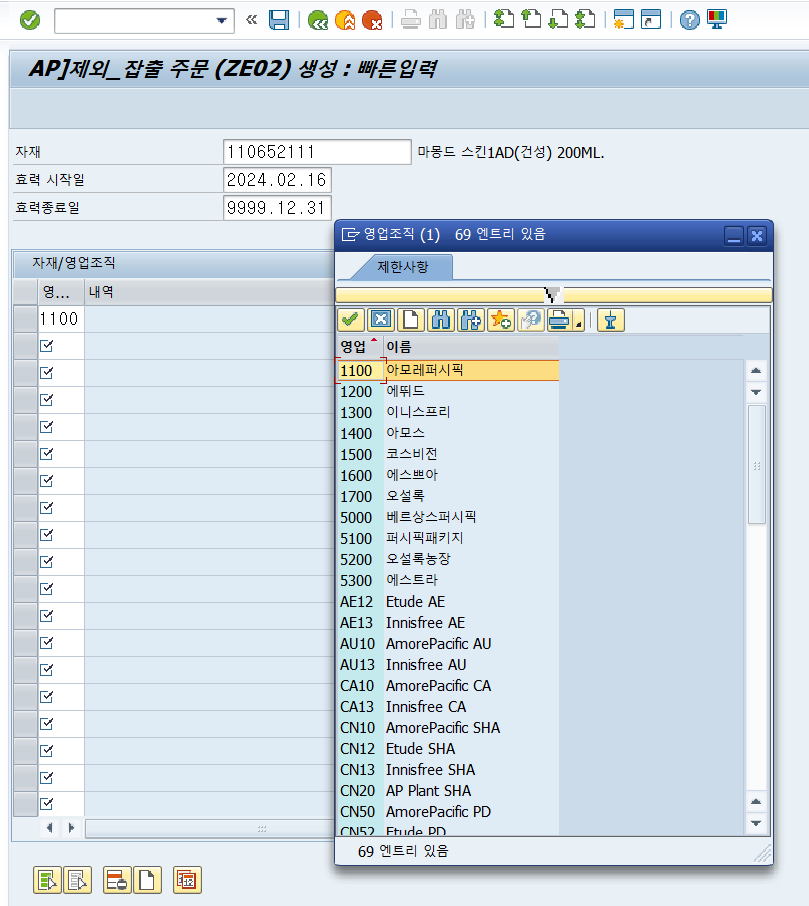 AP]제외_잡출 주문 (ZE02) 생성 : 빠른입력
자재 110652111 마몽드 스킨1AD(건성) 200ML.
효력 시작일 2024.02.16
효력종료일 9999.12.31
자재/영업조직
영... 내역
1100
영업조직 (1) 69 엔트리 있음
제한사항
영업 이름
1100 아모레퍼시픽
1200 에뛰드
1300 이니스프리
1400 아모스
1500 코스비전
1600 에스쁘아
1700 오설록
5000 베르상스퍼시픽
5100 퍼시픽패키지
5200 오설록농장
5300 에스트라
AE12 Etude AE
AE13 Innisfree AE
AU10 AmorePacific AU
AU13 Innisfree AU
CA10 AmorePacific CA
CA13 Innisfree CA
CN10 AmorePacific SHA
CN12 Etude SHA
CN13 Innisfree SHA
CN20 AP Plant SHA
CN50 AmorePacific PD
CN52 Etude PD
69 엔트리 있음